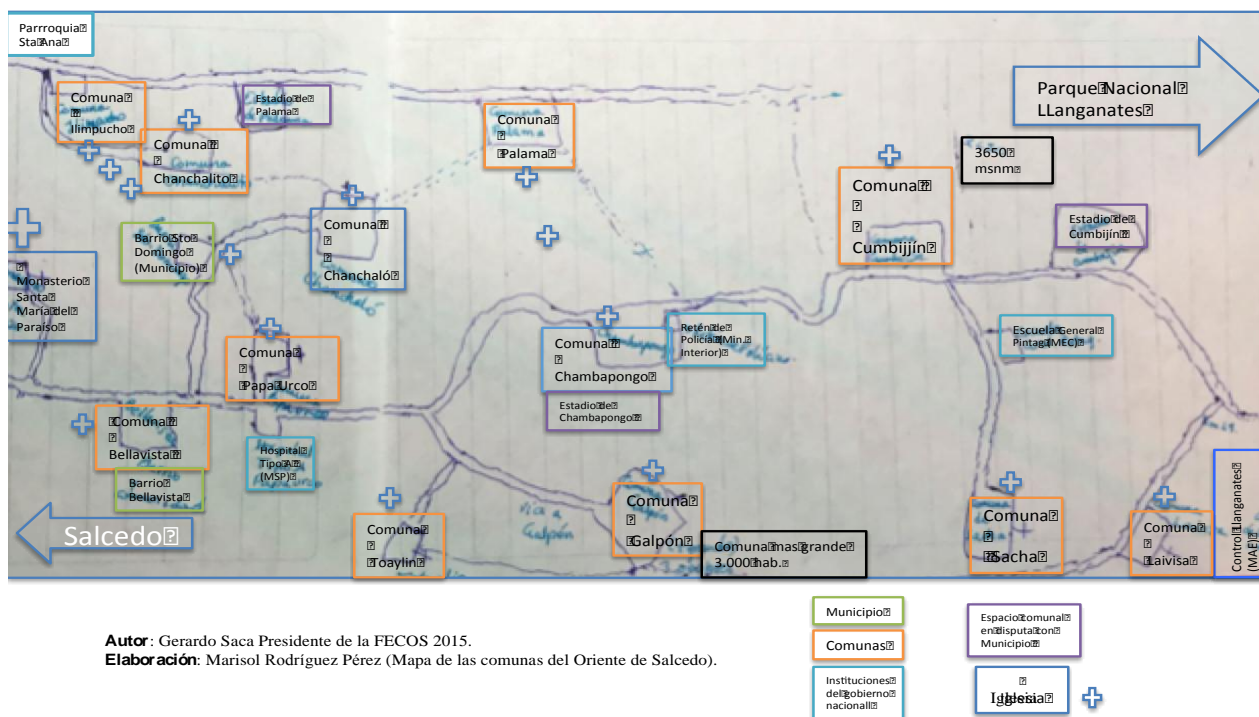 Parrroquia
Sta Ana
Parque Nacional
LLanganates
Comuna
Ilimpucho
Estadio de
Palama
Comuna
Palama
Comuna
Chanchalito
3650
msnm
Comuna
Cumbijjín
Estadio de
Cumbijín
Barrio Sto
Domingo
(Municipio)
Comuna
Chanchaló
Monasterio
Santa
María del
Paraíso
Comuna
Papa Urco
Comuna
Chambapongo
Retén de
Policía (Min.
Interior)
Escuela General
Pintag (MEC)
Estadio de
Chambapongo
Comuna
Bellavista
Hospital
Tipo A
(MSP)
Barrio
Bellavista
Salcedo
Comuna
Toaylin
Vía a
Galpón
Comuna
Galpón
Comuna mas grande
3.000 hab.
Comuna
Sacha
Comuna
Laivisa
Control Llanganates
(MAE)
Autor: Gerardo Saca Presidente de la FECOS 2015.
Elaboración: Marisol Rodríguez Pérez (Mapa de las comunas del Oriente de Salcedo).
Municipio
Comunas
Instituciones
del gobierno
nacionall
Espacio comunal
en disputa con
Municipio
Iglesia